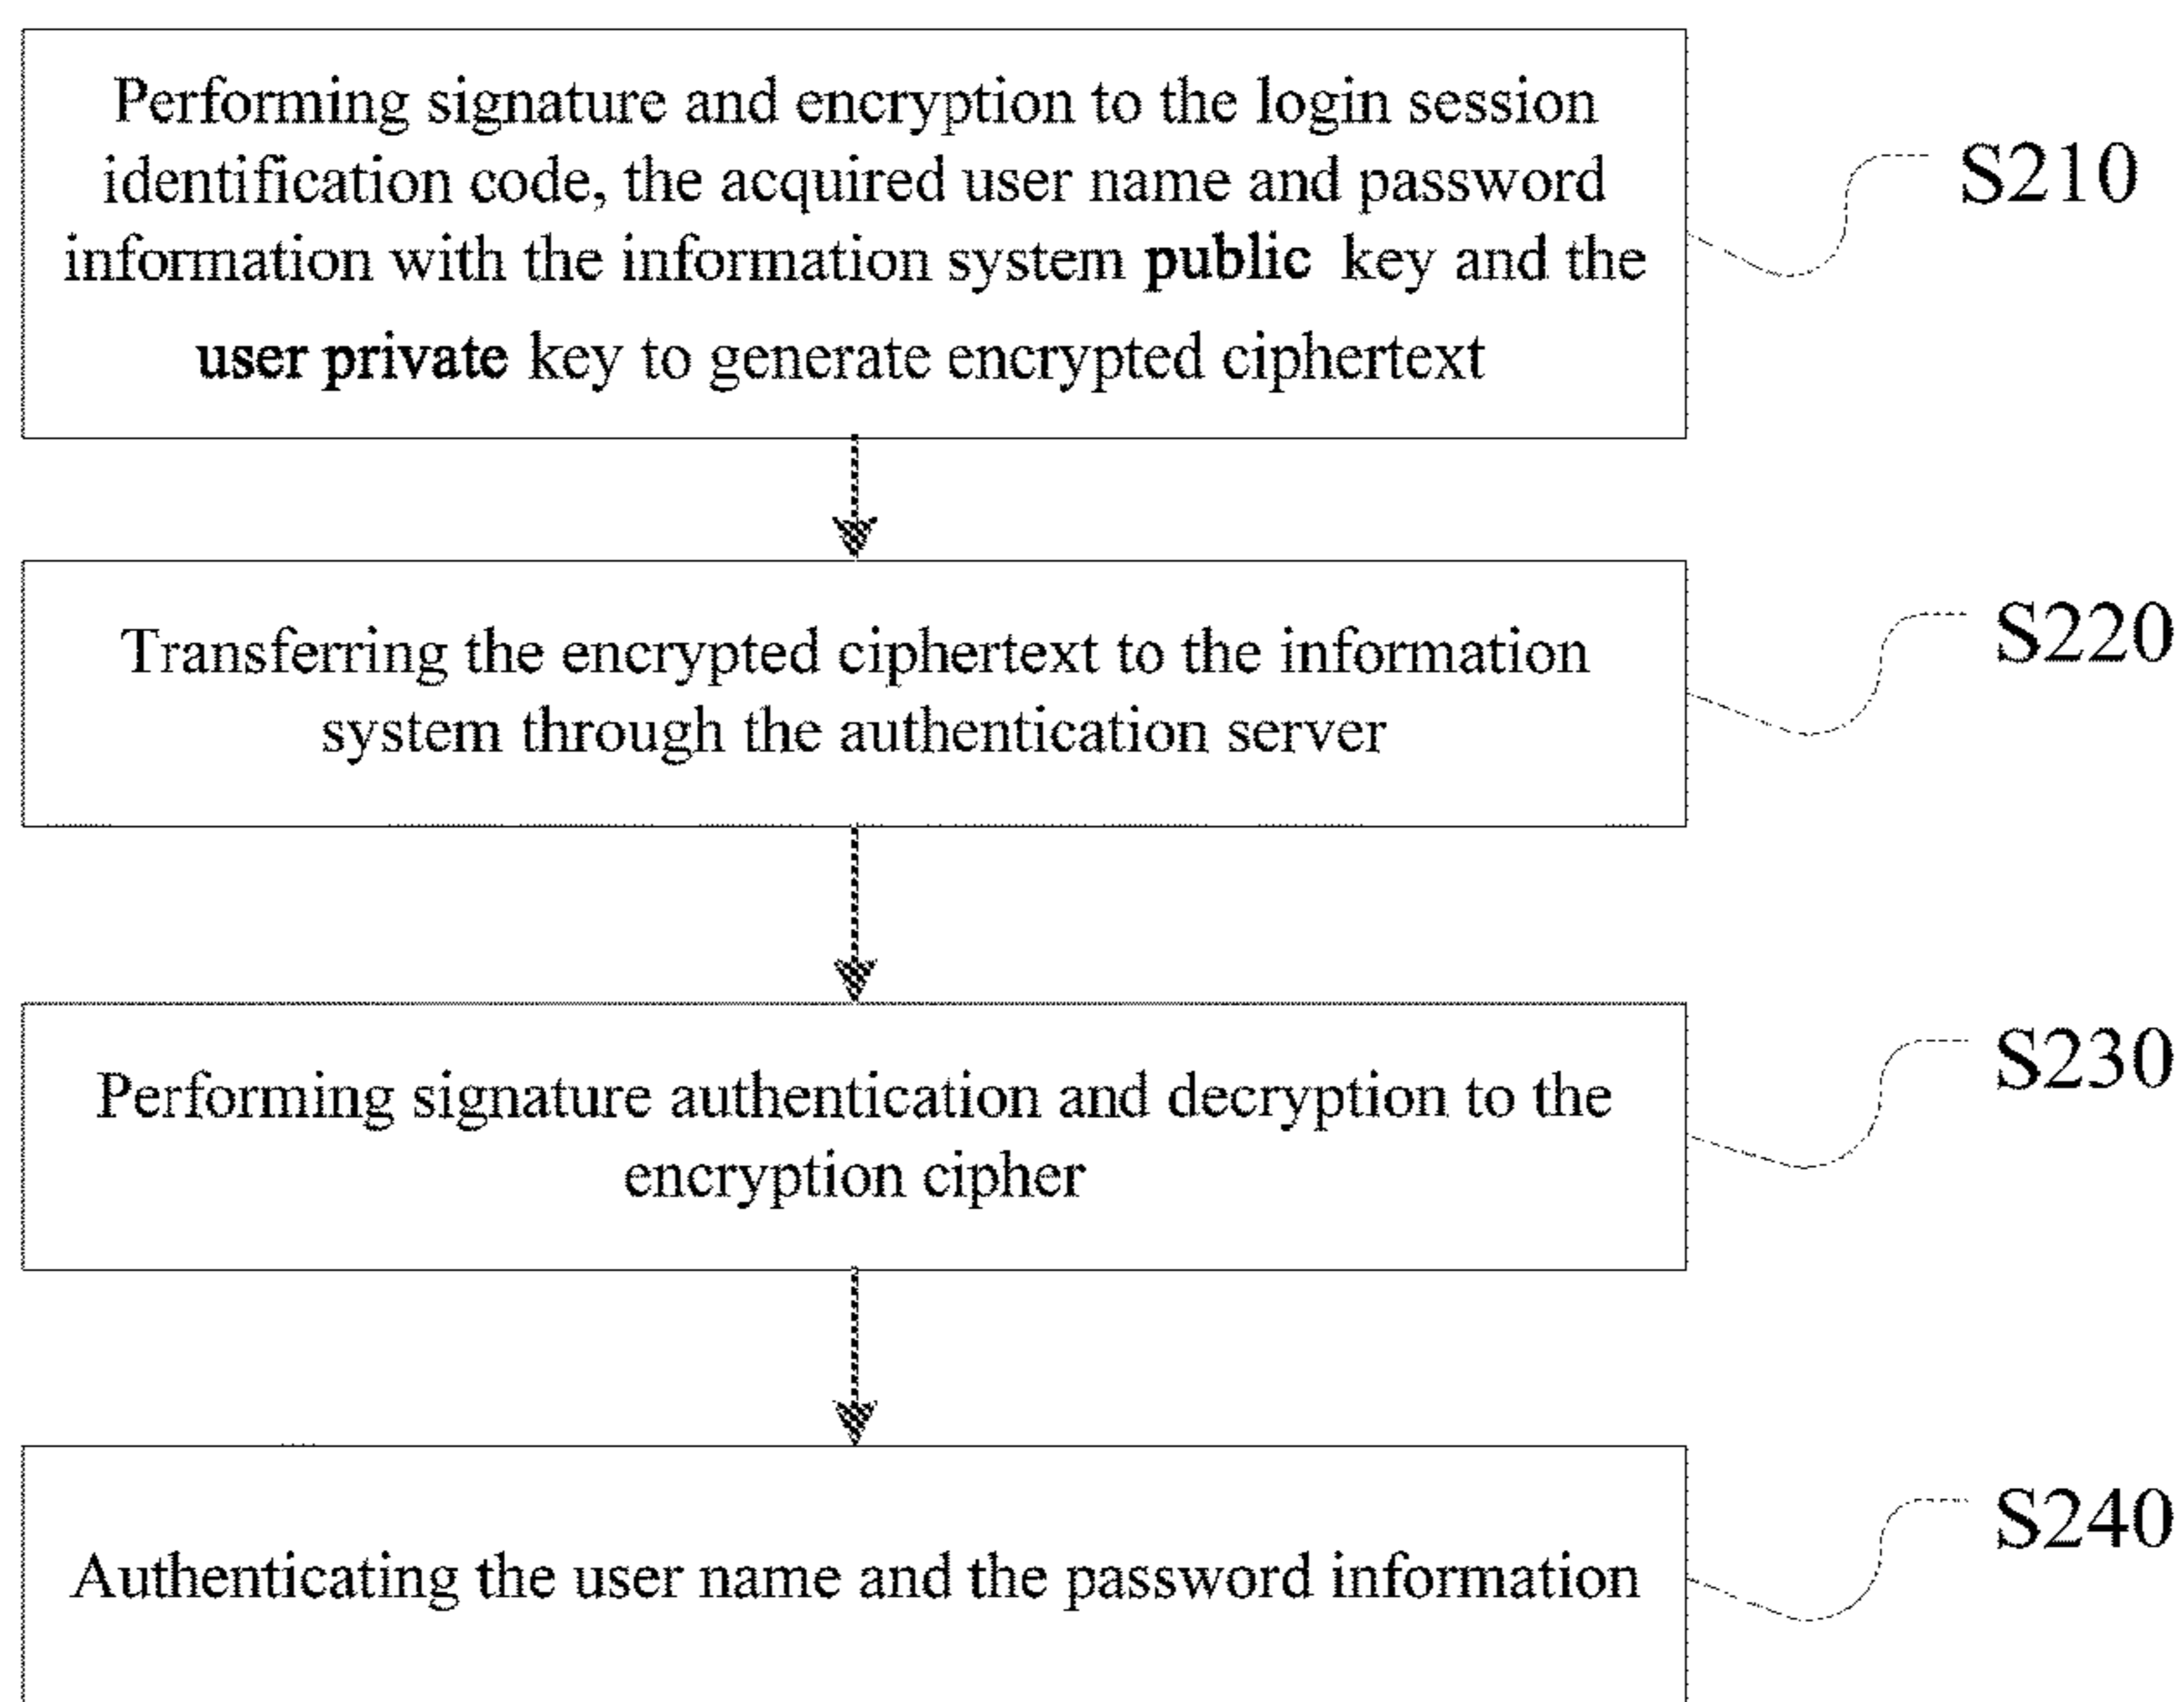 Performing signature and encryption to the login session
identification code, the acquired user name and password
information with the information system public key and the
user private key to generate encrypted ciphertext
S210
Transferring the encrypted ciphertext to the information
system through the authentication server
S220
Performing signature authentication and decryption to the
encryption cipher
S230
Authenticating the user name and the password information
S240